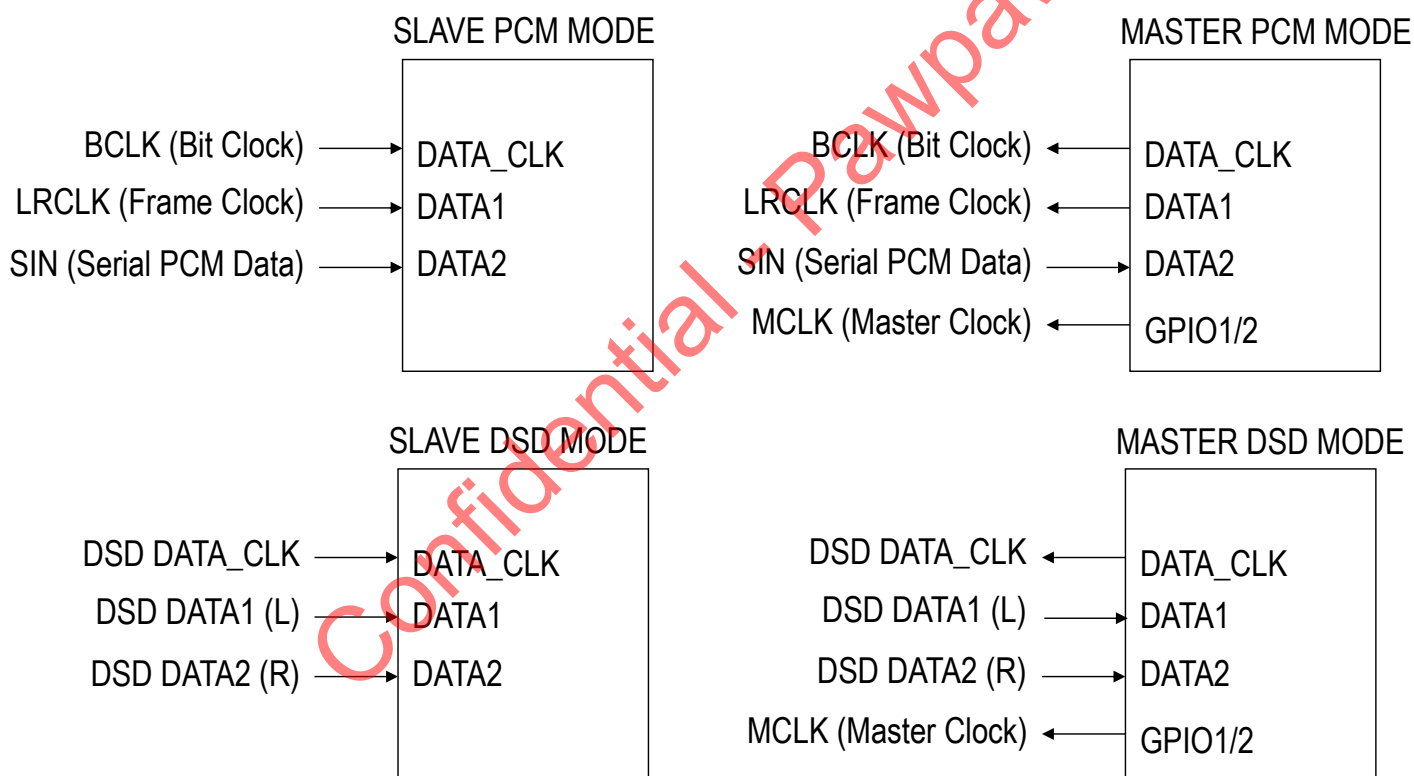 SLAVE PCM MODE
BCLK (Bit Clock)
DATA_CLK
LRCLK (Frame Clock)
DATA1
SIN (Serial PCM Data)
DATA2
MASTER PCM MODE
BCLK (Bit Clock)
DATA_CLK
LRCLK (Frame Clock)
DATA1
SIN (Serial PCM Data)
DATA2
MCLK (Master Clock)
GPIO1/2
SLAVE DSD MODE
DSD DATA_CLK
DATA_CLK
DSD DATA1 (L)
DATA1
DSD DATA2 (R)
DATA2
MASTER DSD MODE
DSD DATA_CLK
DATA_CLK
DSD DATA1 (L)
DATA1
DSD DATA2 (R)
DATA2
MCLK (Master Clock)
GPIO1/2
Confidential -